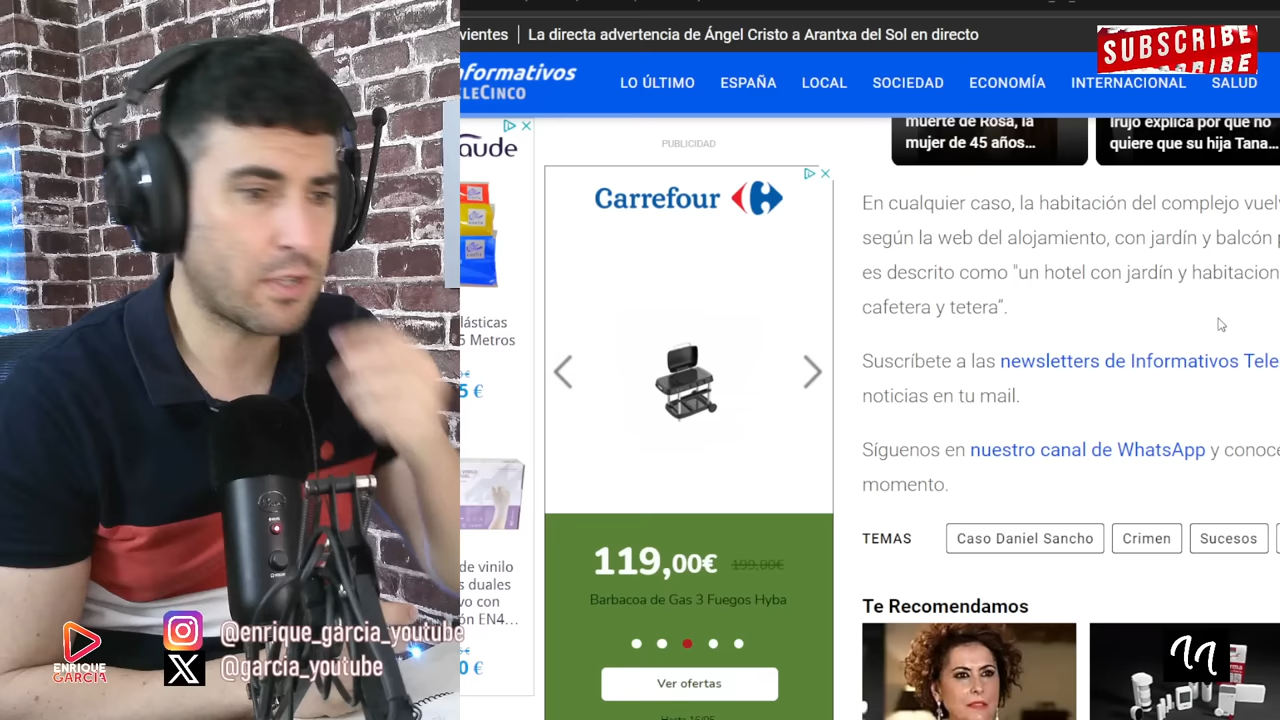 vientes
La directa advertencia de Ángel Cristo a Arantxa del Sol en directo
SUBSCRIBE
nformativos
TELECINCO
LO ÚLTIMO
ESPAÑA
LOCAL
SOCIEDAD
ECONOMÍA
INTERNACIONAL
SALUD
PUBLICIDAD
muerte de Rosa, la
mujer de 45 años...
Irujo explica por qué no
quiere que su hija Tana...
aude
Carrefour
lásticas
5 Metros
5 €
de vinilo
s duales
vo con
ón EN4...
0 €
119,00€ 199,00€
Barbacoa de Gas 3 Fuegos Hyba
Ver ofertas
En cualquier caso, la habitación del complejo vuel
según la web del alojamiento, con jardín y balcón p
es descrito como "un hotel con jardín y habitacion
cafetera y tetera”.
Suscríbete a las newsletters de Informativos Tele
noticias en tu mail.
Síguenos en nuestro canal de WhatsApp y conoce
momento.
TEMAS
Caso Daniel Sancho
Crimen
Sucesos
Te Recomendamos
ENRIQUE
GARCIA
@enrique_garcia_youtube
@garcia_youtube